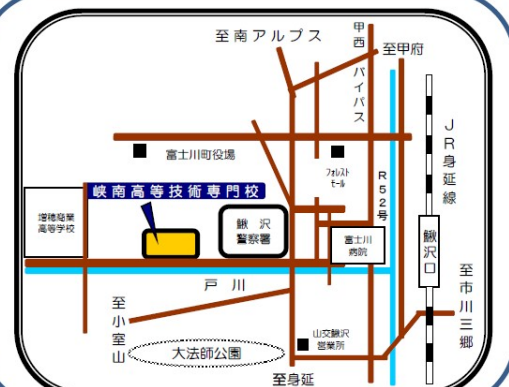 至南アルプス
甲西バイパス
至甲府
富士川町役場
フォレスト
モール
R52号
JR身延線
峡南高等技術専門校
増穂商業
高等学校
鰍沢
警察署
富士川
病院
鰍沢口
戸川
至小室山
大法師公園
山交鰍沢
営業所
至市川三郷
至身延